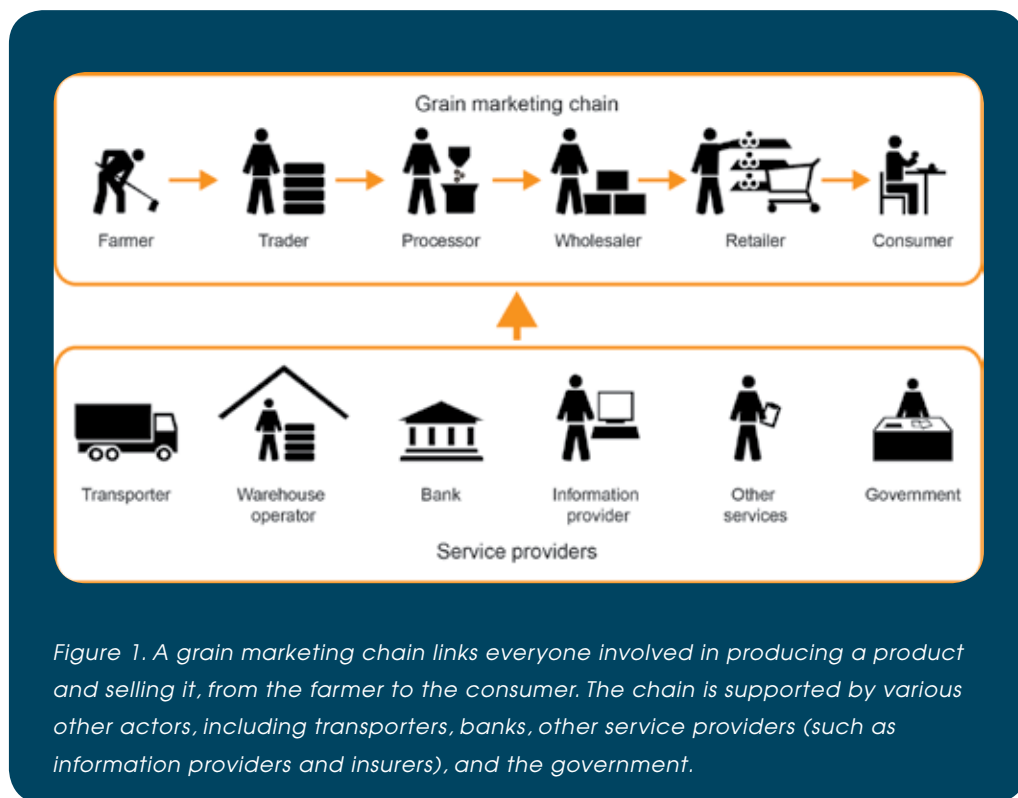 Grain marketing chain
Farmer
Trader
Processor
Wholesaler
Retailer
Consumer
Transporter
Warehouse
operator
Bank
Information
provider
Other
services
Government
Service providers
Figure 1. A grain marketing chain links everyone involved in producing a product
and selling it, from the farmer to the consumer. The chain is supported by various
other actors, including transporters, banks, other service providers (such as
information providers and insurers), and the government.